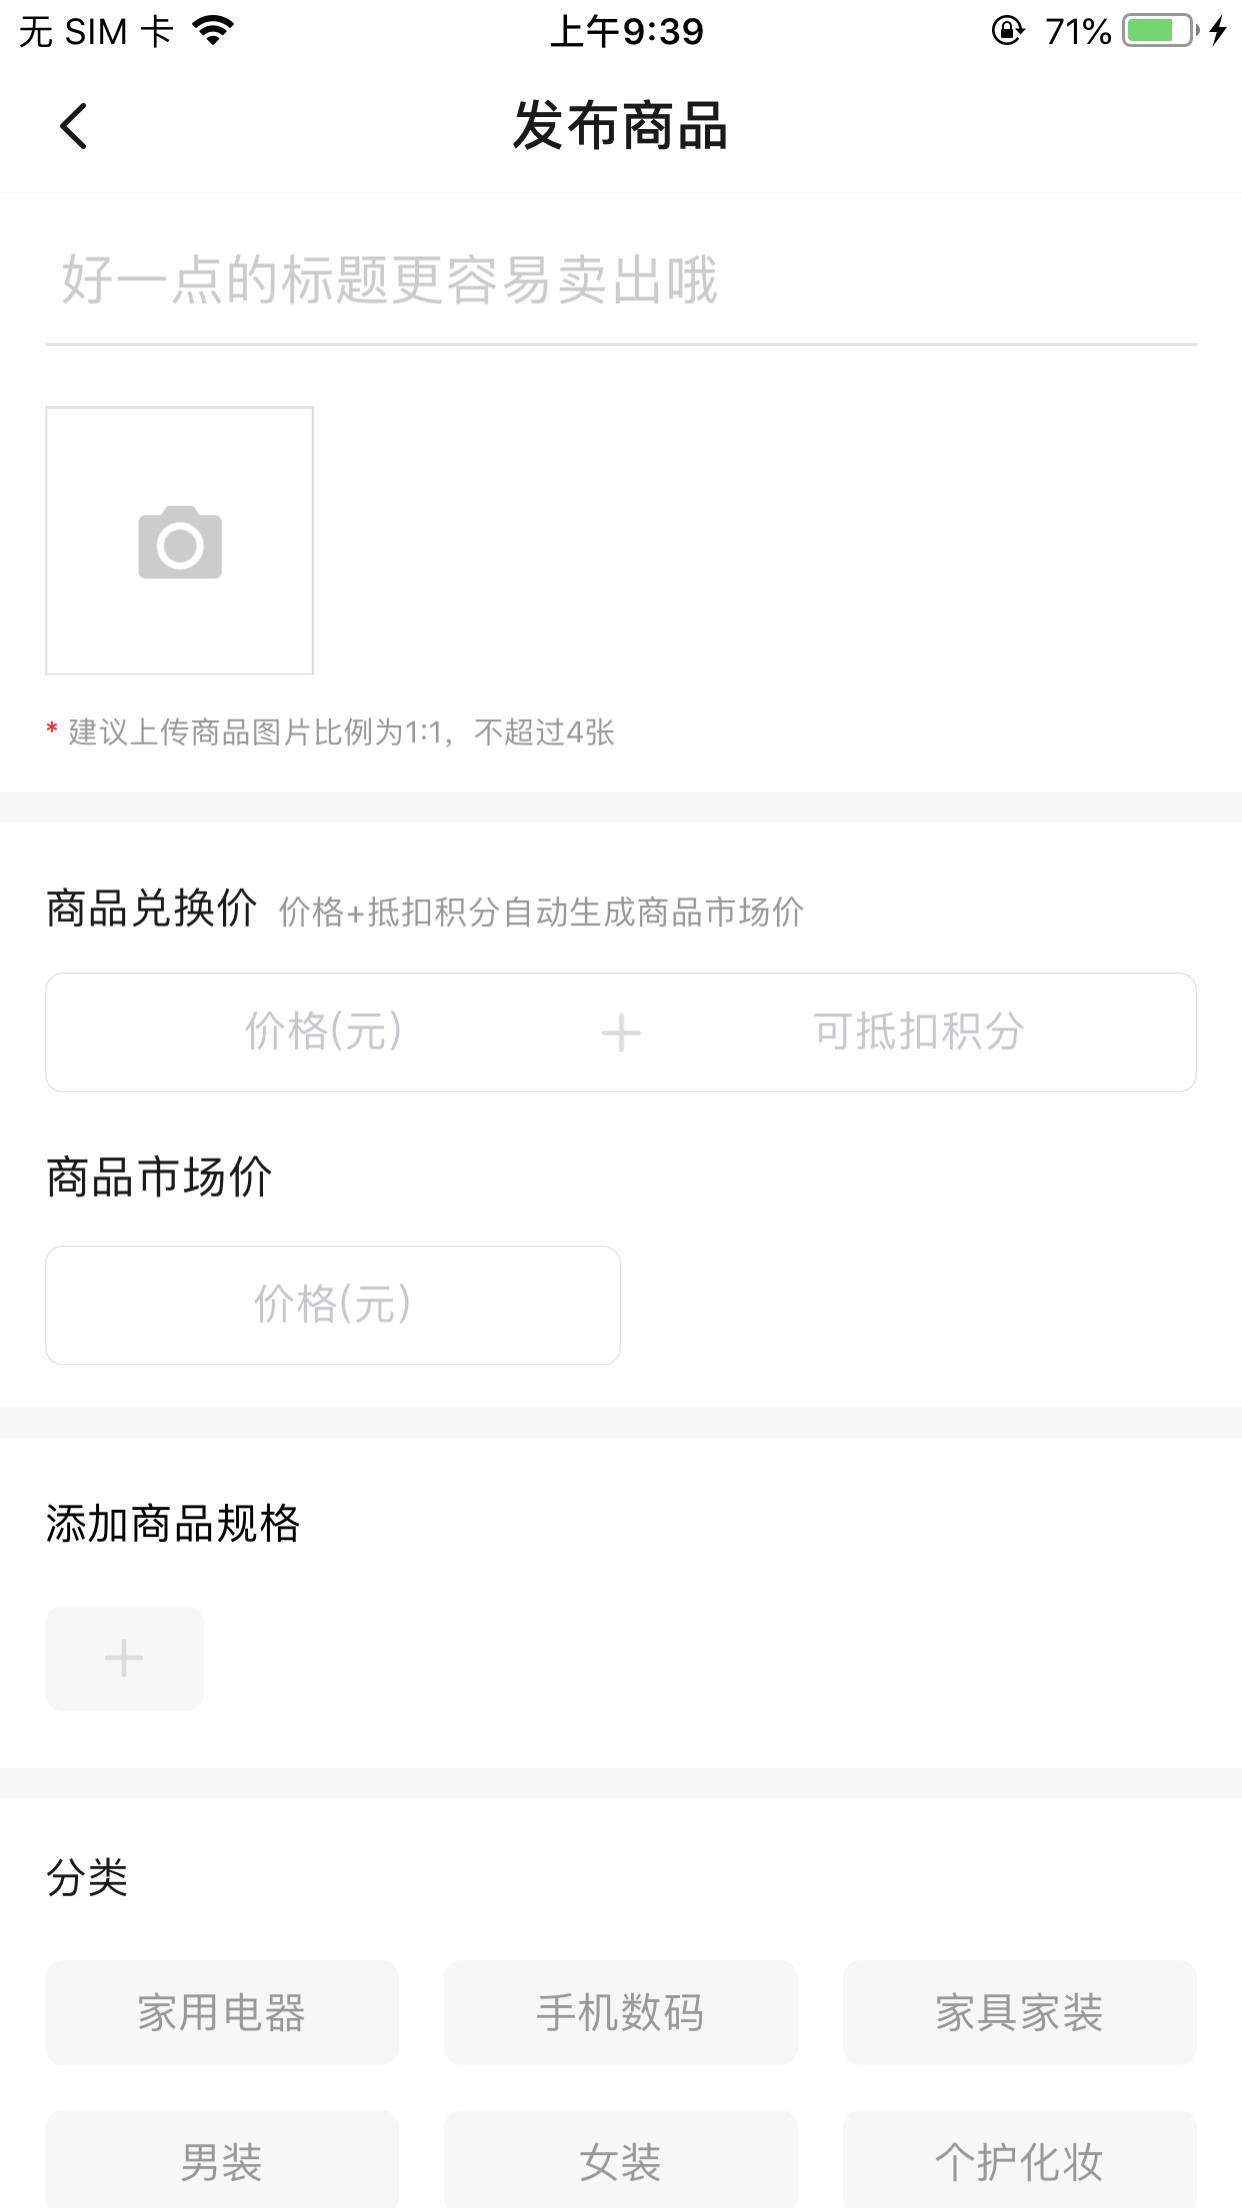 无 SIM 卡 上午9:39 71%
发布商品
好一点的标题更容易卖出哦
* 建议上传商品图片比例为1:1，不超过4张
商品兑换价 价格+抵扣积分自动生成商品市场价
价格(元) + 可抵扣积分
商品市场价
价格(元)
添加商品规格
+
分类
家用电器 手机数码 家具家装
男装 女装 个护化妆